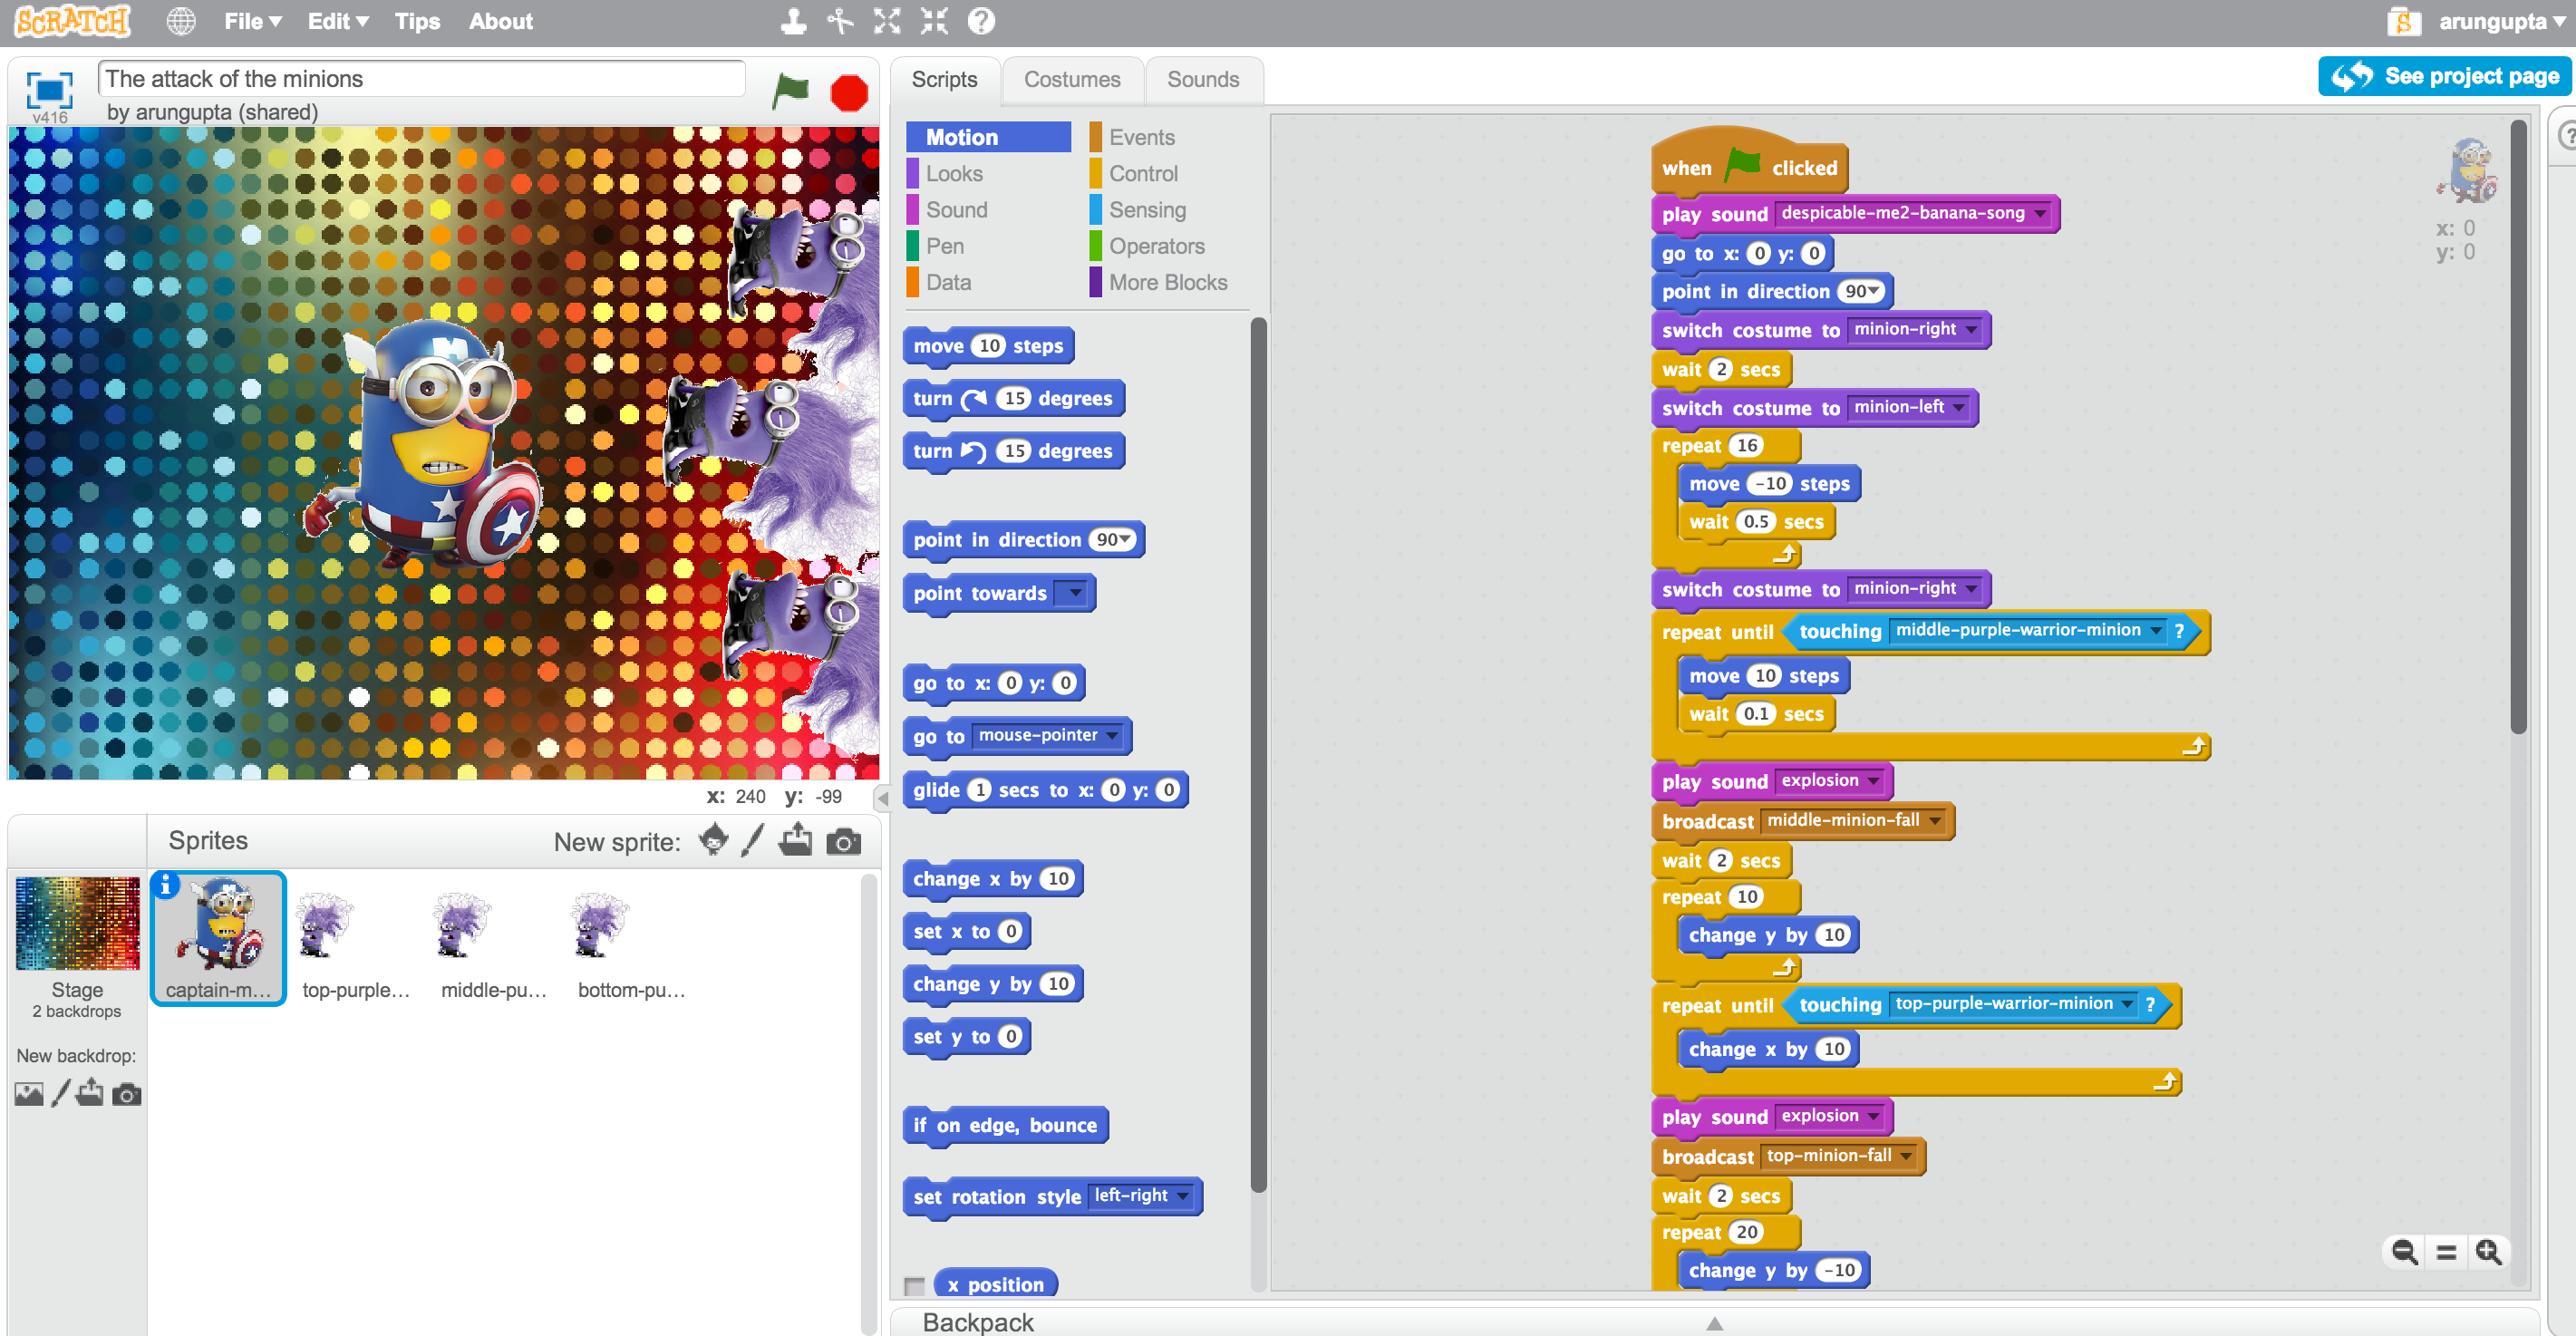 SCRATCH File Edit Tips About arungupta
The attack of the minions
v416 by arungupta (shared)
Scripts Costumes Sounds
See project page
Motion Events
Looks Control
Sound Sensing
Pen Operators
Data More Blocks
move 10 steps
turn 15 degrees
turn 15 degrees
point in direction 90
point towards
go to x: 0 y: 0
go to mouse-pointer
glide 1 secs to x: 0 y: 0
change x by 10
set x to 0
change y by 10
set y to 0
if on edge, bounce
set rotation style left-right
x position
when clicked
play sound despicable-me2-banana-song
go to x: 0 y: 0
point in direction 90
switch costume to minion-right
wait 2 secs
switch costume to minion-left
repeat 16
move -10 steps
wait 0.5 secs
switch costume to minion-right
repeat until touching middle-purple-warrior-minion ?
move 10 steps
wait 0.1 secs
play sound explosion
broadcast middle-minion-fall
wait 2 secs
repeat 10
change y by 10
repeat until touching top-purple-warrior-minion ?
change x by 10
play sound explosion
broadcast top-minion-fall
wait 2 secs
repeat 20
change y by -10
x: 0
y: 0
x: 240 y: -99
Sprites New sprite:
Stage
2 backdrops
New backdrop:
captain-m... top-purple... middle-pu... bottom-pu...
Backpack